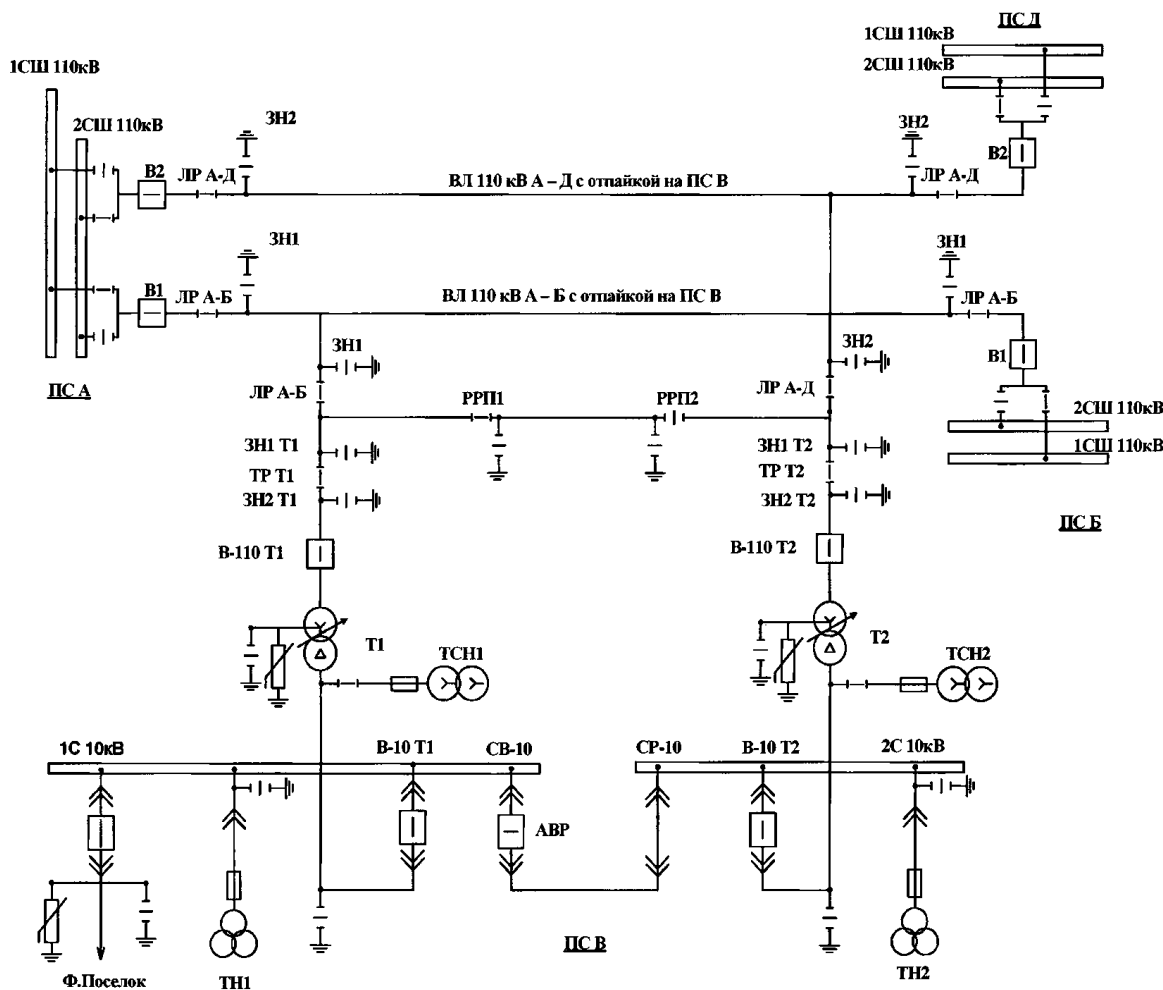 ПС Д
1СШ 110кВ
2СШ 110кВ
1СШ 110кВ
2СШ 110кВ
ЗН2
ЗН2
В2
В2
ЛР А-Д
ВЛ 110 кВ А – Д с отпайкой на ПС В
ЛР А-Д
ЗН1
ЗН1
В1
ЛР А-Б
ВЛ 110 кВ А – Б с отпайкой на ПС В
ЛР А-Б
ЗН1
ЗН2
В1
ПС А
ЛР А-Б
РРП1
РРП2
ЛР А-Д
2СШ 110кВ
1СШ 110кВ
ЗН1 Т1
ЗН1 Т2
ТР Т1
ТР Т2
ЗН2 Т1
ЗН2 Т2
ПС Б
В-110 Т1
В-110 Т2
Т1
Т2
ТСН1
ТСН2
1С 10кВ
В-10 Т1
СВ-10
СР-10
В-10 Т2
2С 10кВ
АВР
ПС В
Ф.Поселок
ТН1
ТН2